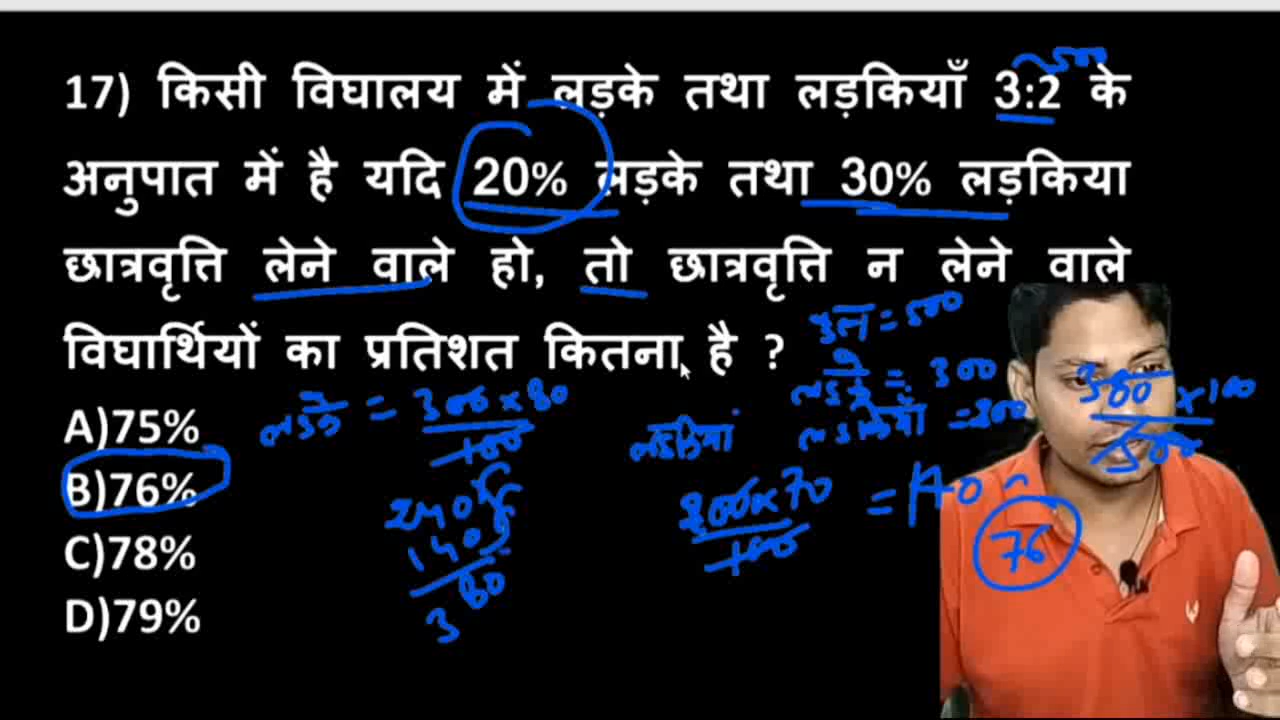 17) किसी विघालय में लड़के तथा लड़कियाँ 3:2 के
अनुपात में है यदि 20% लड़के तथा 30% लड़किया
छात्रवृत्ति लेने वाले हो, तो छात्रवृत्ति न लेने वाले
विघार्थियों का प्रतिशत कितना है ?
A)75%
B)76%
C)78%
D)79%
500
कुल = 500
लड़के = 300
लड़कियां = 200
लड़के = 300 x 80
100
लड़कियां
200 x 70
100
= 140
240
140
380
380 x 100
500
76